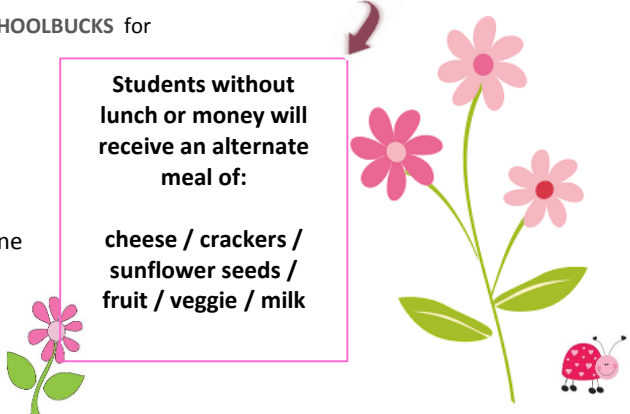 HOOLBUCKS for
Students without
lunch or money will
receive an alternate
meal of:
cheese / crackers /
ne
sunflower seeds /
fruit / veggie / milk